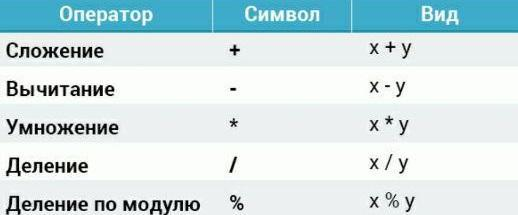 Оператор Символ Вид
Сложение + x + y
Вычитание - x - y
Умножение * x * y
Деление / x / y
Деление по модулю % x % y